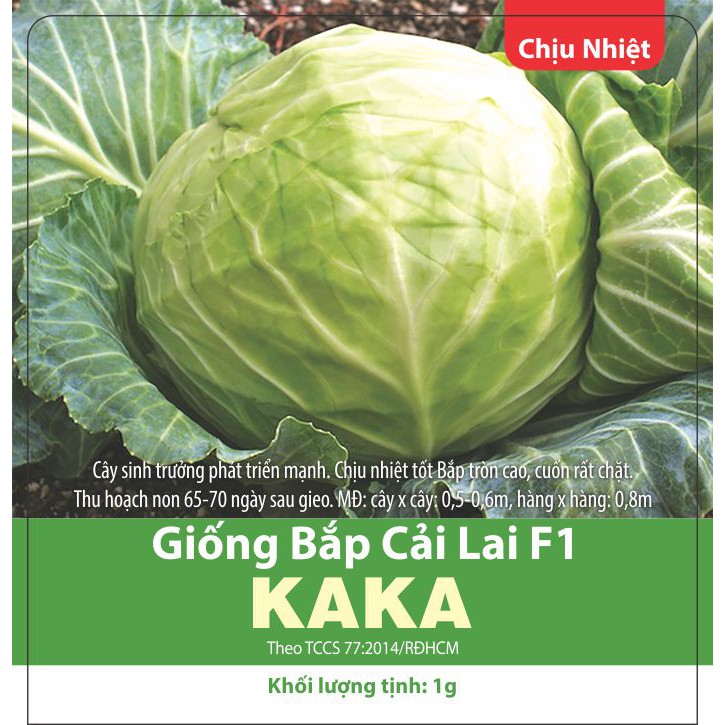 Chịu Nhiệt
Cây sinh trưởng phát triển mạnh. Chịu nhiệt tốt Bắp tròn cao, cuốn rất chặt.
Thu hoạch non 65-70 ngày sau gieo. MĐ: cây x cây: 0,5-0,6m, hàng x hàng: 0,8m
Giống Bắp Cải Lai F1
KAKA
Theo TCCS 77:2014/RĐHCM
Khối lượng tịnh: 1g